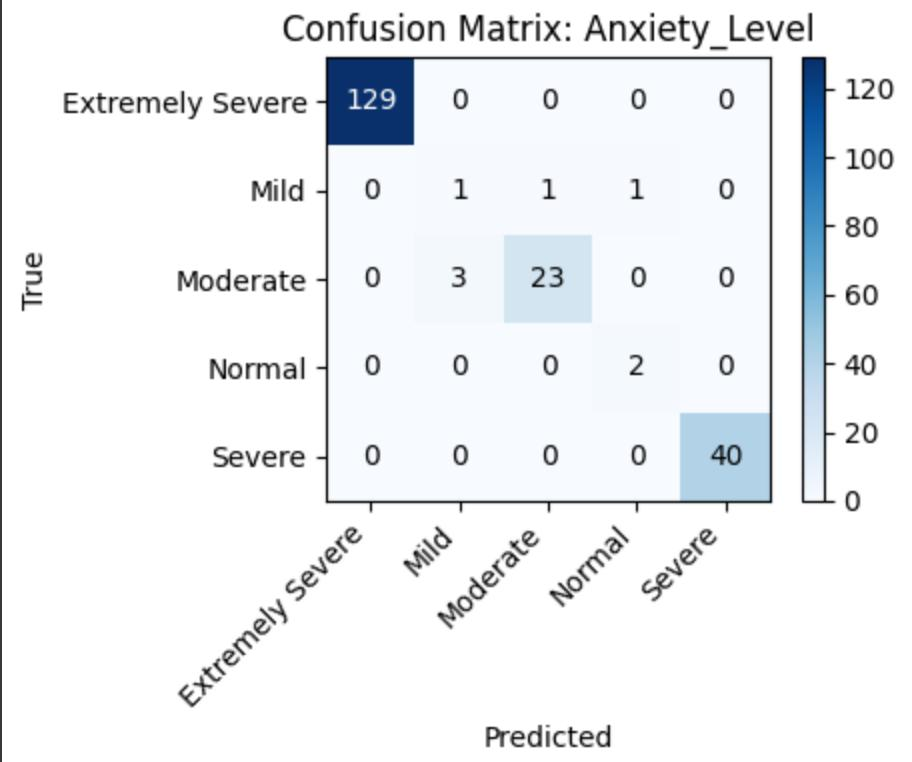 Confusion Matrix: Anxiety_Level
Extremely Severe 129 0 0 0 0
Mild 0 1 1 1 0
Moderate 0 3 23 0 0
Normal 0 0 0 2 0
Severe 0 0 0 0 40
True
Extremely Severe Mild Moderate Normal Severe
Predicted
120
100
80
60
40
20
0